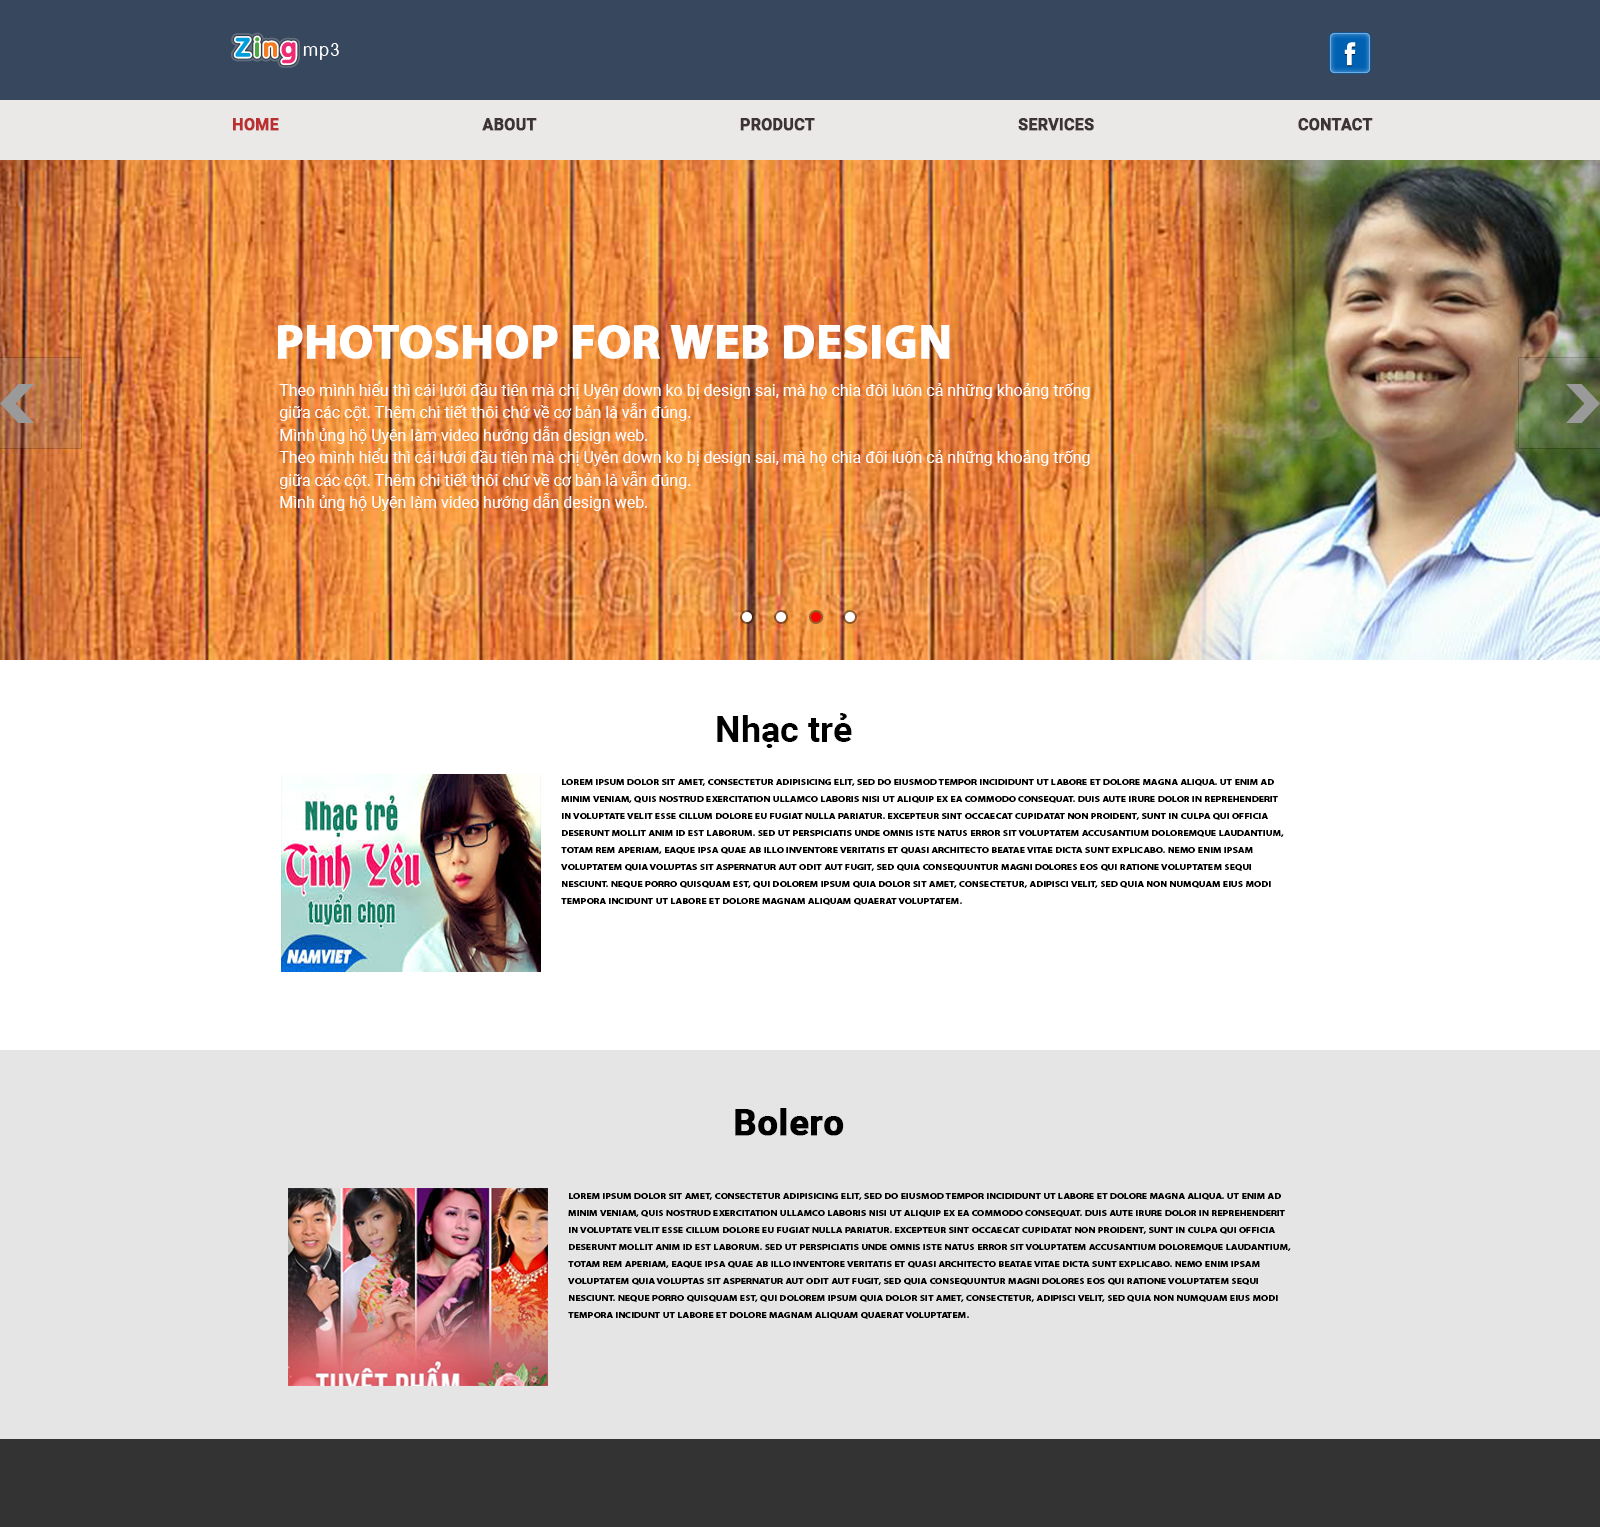 Zing mp3
f
HOME ABOUT PRODUCT SERVICES CONTACT
PHOTOSHOP FOR WEB DESIGN
Theo mình hiểu thì cái lưới đầu tiên mà chị Uyên down ko bị design sai, mà họ chia đôi luôn cả những khoảng trống
giữa các cột. Thêm chi tiết thôi chứ về cơ bản là vẫn đúng.
Mình ủng hộ Uyên làm video hướng dẫn design web.
Theo mình hiểu thì cái lưới đầu tiên mà chị Uyên down ko bị design sai, mà họ chia đôi luôn cả những khoảng trống
giữa các cột. Thêm chi tiết thôi chứ về cơ bản là vẫn đúng.
Mình ủng hộ Uyên làm video hướng dẫn design web.
dreamstime
Nhạc trẻ
Nhạc trẻ
Tình Yêu
tuyển chọn
NAMVIET
LOREM IPSUM DOLOR SIT AMET, CONSECTETUR ADIPISICING ELIT, SED DO EIUSMOD TEMPOR INCIDIDUNT UT LABORE ET DOLORE MAGNA ALIQUA. UT ENIM AD
MINIM VENIAM, QUIS NOSTRUD EXERCITATION ULLAMCO LABORIS NISI UT ALIQUIP EX EA COMMODO CONSEQUAT. DUIS AUTE IRURE DOLOR IN REPREHENDERIT
IN VOLUPTATE VELIT ESSE CILLUM DOLORE EU FUGIAT NULLA PARIATUR. EXCEPTEUR SINT OCCAECAT CUPIDATAT NON PROIDENT, SUNT IN CULPA QUI OFFICIA
DESERUNT MOLLIT ANIM ID EST LABORUM. SED UT PERSPICIATIS UNDE OMNIS ISTE NATUS ERROR SIT VOLUPTATEM ACCUSANTIUM DOLOREMQUE LAUDANTIUM,
TOTAM REM APERIAM, EAQUE IPSA QUAE AB ILLO INVENTORE VERITATIS ET QUASI ARCHITECTO BEATAE VITAE DICTA SUNT EXPLICABO. NEMO ENIM IPSAM
VOLUPTATEM QUIA VOLUPTAS SIT ASPERNATUR AUT ODIT AUT FUGIT, SED QUIA CONSEQUUNTUR MAGNI DOLORES EOS QUI RATIONE VOLUPTATEM SEQUI
NESCIUNT. NEQUE PORRO QUISQUAM EST, QUI DOLOREM IPSUM QUIA DOLOR SIT AMET, CONSECTETUR, ADIPISCI VELIT, SED QUIA NON NUMQUAM EIUS MODI
TEMPORA INCIDUNT UT LABORE ET DOLORE MAGNAM ALIQUAM QUAERAT VOLUPTATEM.
Bolero
TUYỆT PHẨM
LOREM IPSUM DOLOR SIT AMET, CONSECTETUR ADIPISICING ELIT, SED DO EIUSMOD TEMPOR INCIDIDUNT UT LABORE ET DOLORE MAGNA ALIQUA. UT ENIM AD
MINIM VENIAM, QUIS NOSTRUD EXERCITATION ULLAMCO LABORIS NISI UT ALIQUIP EX EA COMMODO CONSEQUAT. DUIS AUTE IRURE DOLOR IN REPREHENDERIT
IN VOLUPTATE VELIT ESSE CILLUM DOLORE EU FUGIAT NULLA PARIATUR. EXCEPTEUR SINT OCCAECAT CUPIDATAT NON PROIDENT, SUNT IN CULPA QUI OFFICIA
DESERUNT MOLLIT ANIM ID EST LABORUM. SED UT PERSPICIATIS UNDE OMNIS ISTE NATUS ERROR SIT VOLUPTATEM ACCUSANTIUM DOLOREMQUE LAUDANTIUM,
TOTAM REM APERIAM, EAQUE IPSA QUAE AB ILLO INVENTORE VERITATIS ET QUASI ARCHITECTO BEATAE VITAE DICTA SUNT EXPLICABO. NEMO ENIM IPSAM
VOLUPTATEM QUIA VOLUPTAS SIT ASPERNATUR AUT ODIT AUT FUGIT, SED QUIA CONSEQUUNTUR MAGNI DOLORES EOS QUI RATIONE VOLUPTATEM SEQUI
NESCIUNT. NEQUE PORRO QUISQUAM EST, QUI DOLOREM IPSUM QUIA DOLOR SIT AMET, CONSECTETUR, ADIPISCI VELIT, SED QUIA NON NUMQUAM EIUS MODI
TEMPORA INCIDUNT UT LABORE ET DOLORE MAGNAM ALIQUAM QUAERAT VOLUPTATEM.